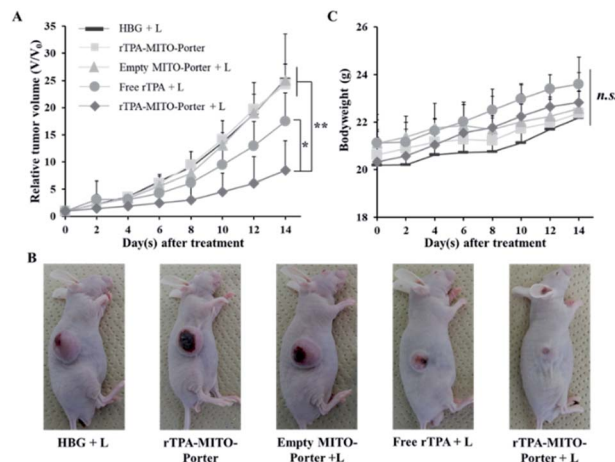 A
Relative tumor volume (V/V0)
35
30
25
20
15
10
5
0
HBG + L
rTPA-MITO-Porter
Empty MITO-Porter + L
Free rTPA + L
rTPA-MITO-Porter + L
*
**
0 2 4 6 8 10 12 14
Day(s) after treatment
C
Bodyweight (g)
26
24
22
20
18
n.s.
0 2 4 6 8 10 12 14
Day(s) after treatment
B
HBG + L
rTPA-MITO-
Porter
Empty MITO-
Porter +L
Free rTPA + L
rTPA-MITO-
Porter + L